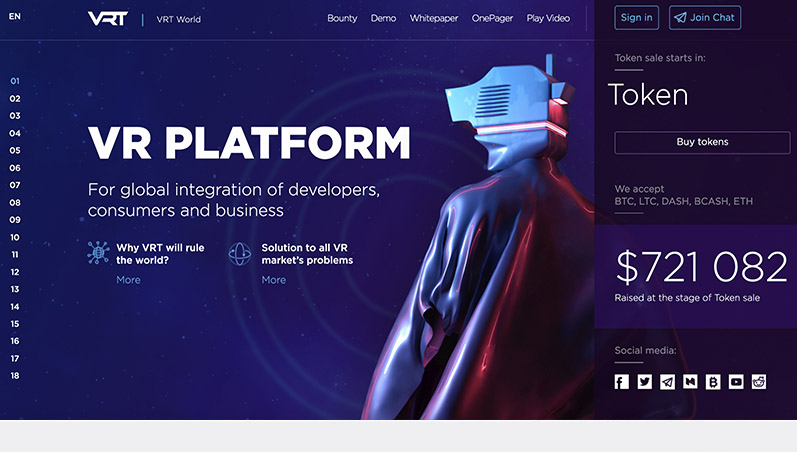 EN
VRT
VRT World
Bounty
Demo
Whitepaper
OnePager
Play Video
Sign in
Join Chat
01
02
03
04
05
06
07
08
09
10
11
12
13
14
15
16
17
18
VR PLATFORM
For global integration of developers,
consumers and business
Why VRT will rule
the world?
More
Solution to all VR
market's problems
More
Token sale starts in:
Token
Buy tokens
We accept
BTC, LTC, DASH, BCASH, ETH
$721 082
Raised at the stage of Token sale
Social media: